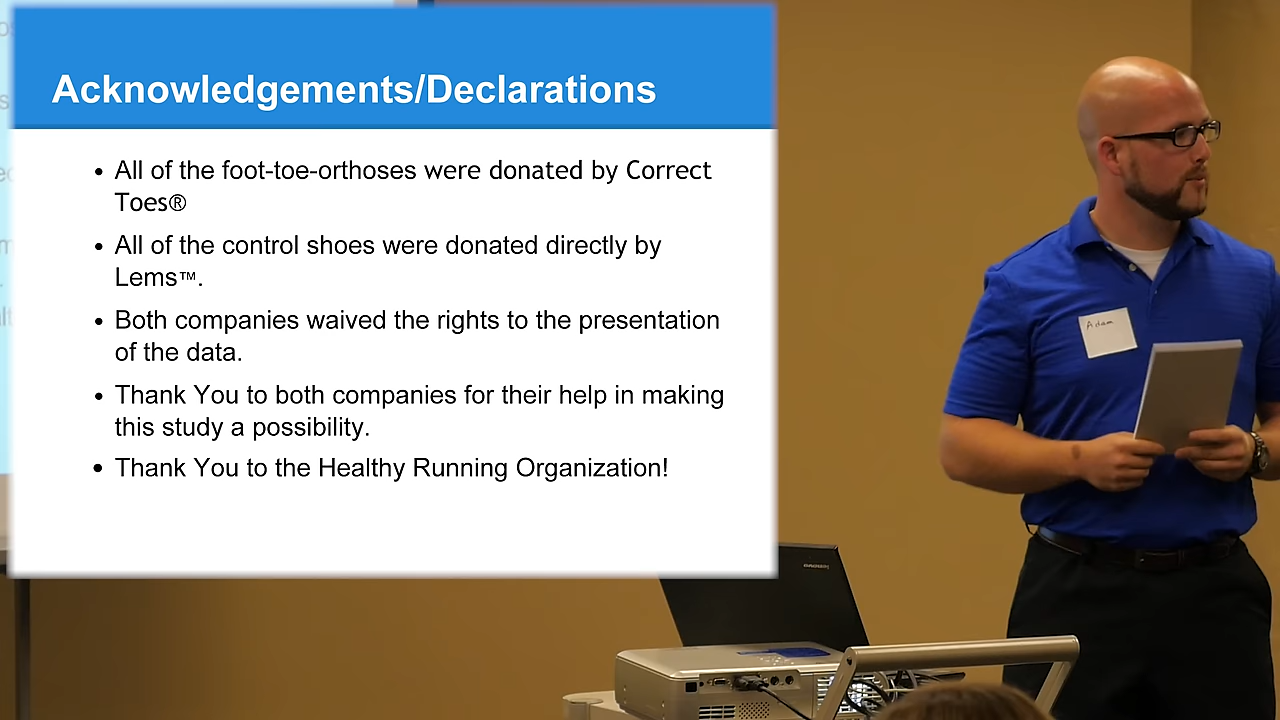 Acknowledgements/Declarations
• All of the foot-toe-orthoses were donated by Correct
Toes®
• All of the control shoes were donated directly by
Lems™.
• Both companies waived the rights to the presentation
of the data.
• Thank You to both companies for their help in making
this study a possibility.
• Thank You to the Healthy Running Organization!
Adam
lenovo